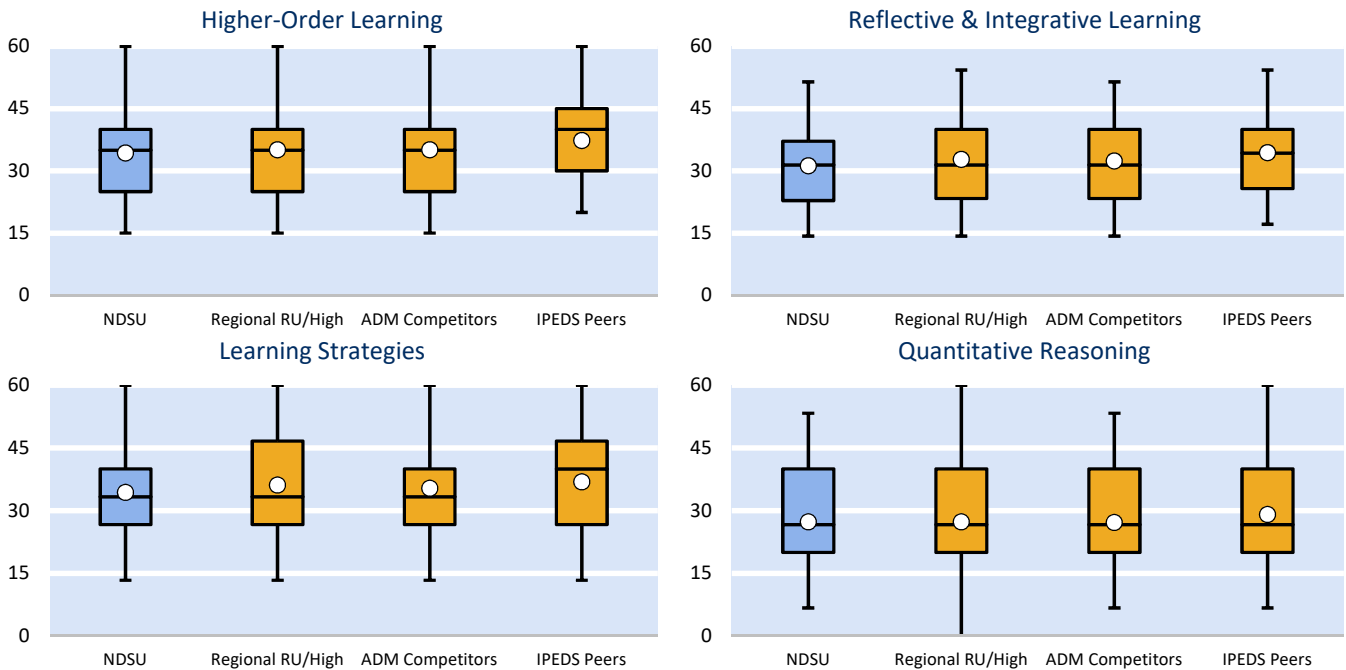 Higher-Order Learning
60
45
30
15
0
NDSU Regional RU/High ADM Competitors IPEDS Peers
Reflective & Integrative Learning
60
45
30
15
0
NDSU Regional RU/High ADM Competitors IPEDS Peers
Learning Strategies
60
45
30
15
0
NDSU Regional RU/High ADM Competitors IPEDS Peers
Quantitative Reasoning
60
45
30
15
0
NDSU Regional RU/High ADM Competitors IPEDS Peers